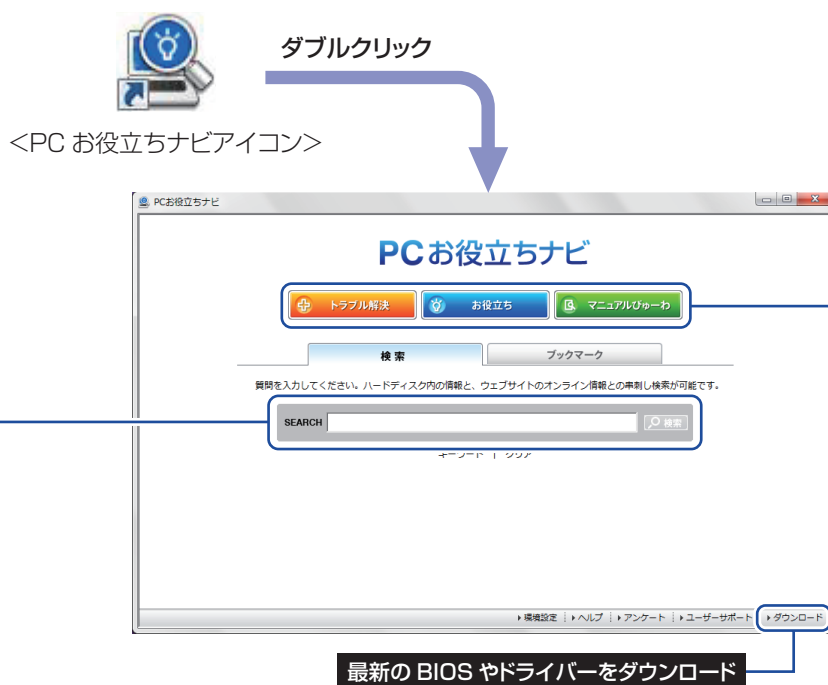 ダブルクリック
<PC お役立ちナビアイコン>
PCお役立ちナビ
PCお役立ちナビ
トラブル解決 お役立ち マニュアルびゅーわ
検索 ブックマーク
質問を入力してください。ハードディスク内の情報と、ウェブサイトのオンライン情報との串刺し検索が可能です。
SEARCH 検索
キーワード | クリア
環境設定 ヘルプ アンケート ユーザーサポート ダウンロード
最新の BIOS やドライバーをダウンロード